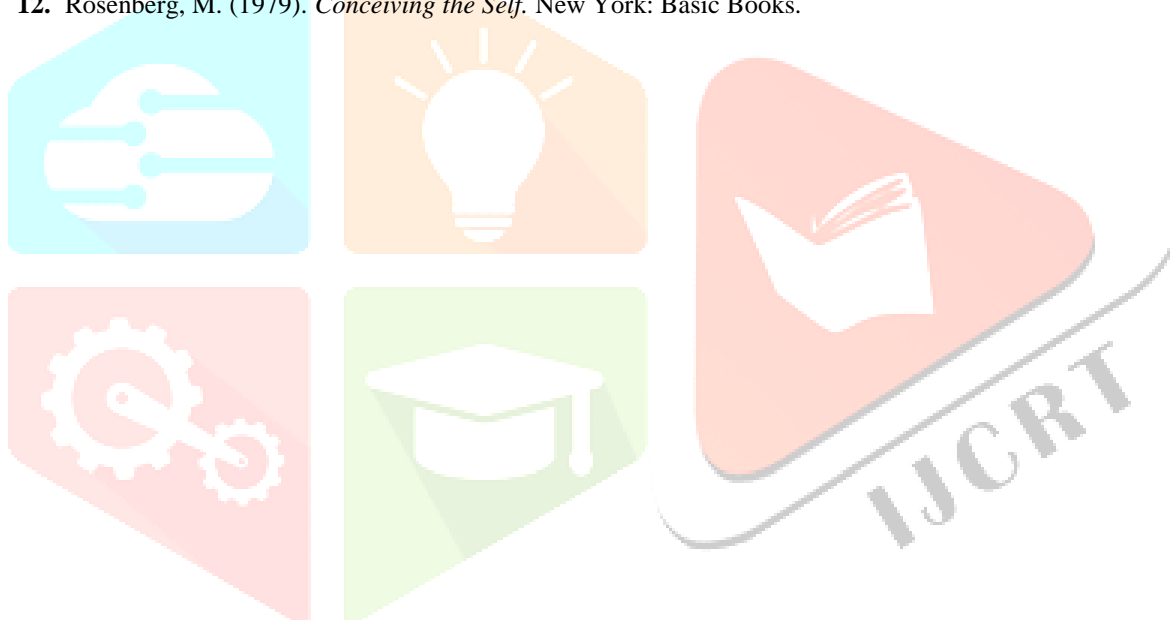 12. Rosenberg, M. (1979). Conceiving the Self. New York: Basic Books.
IJCRT